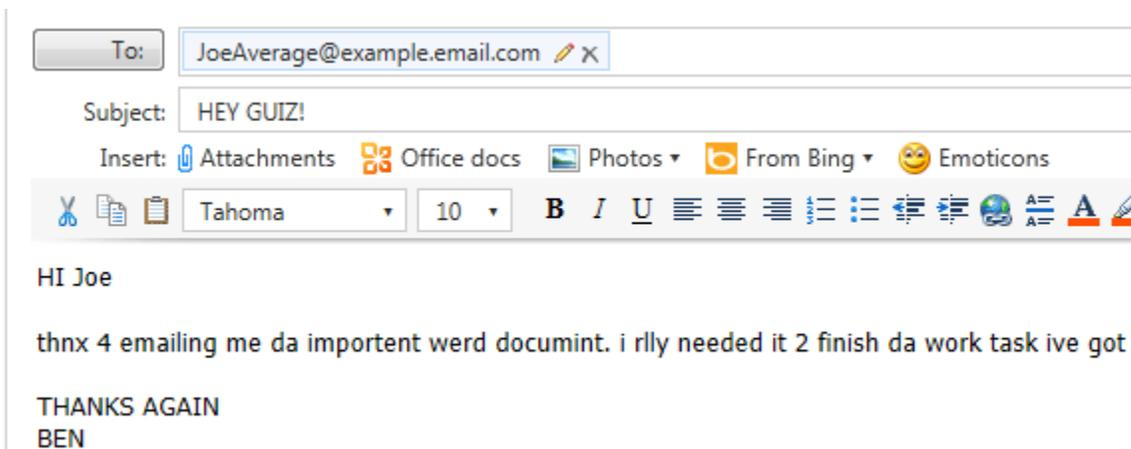 To: JoeAverage@example.email.com
Subject: HEY GUIZ!
Insert: Attachments Office docs Photos From Bing Emoticons
Tahoma 10 B I U
HI Joe
thnx 4 emailing me da importent werd documint. i rlly needed it 2 finish da work task ive got
THANKS AGAIN
BEN